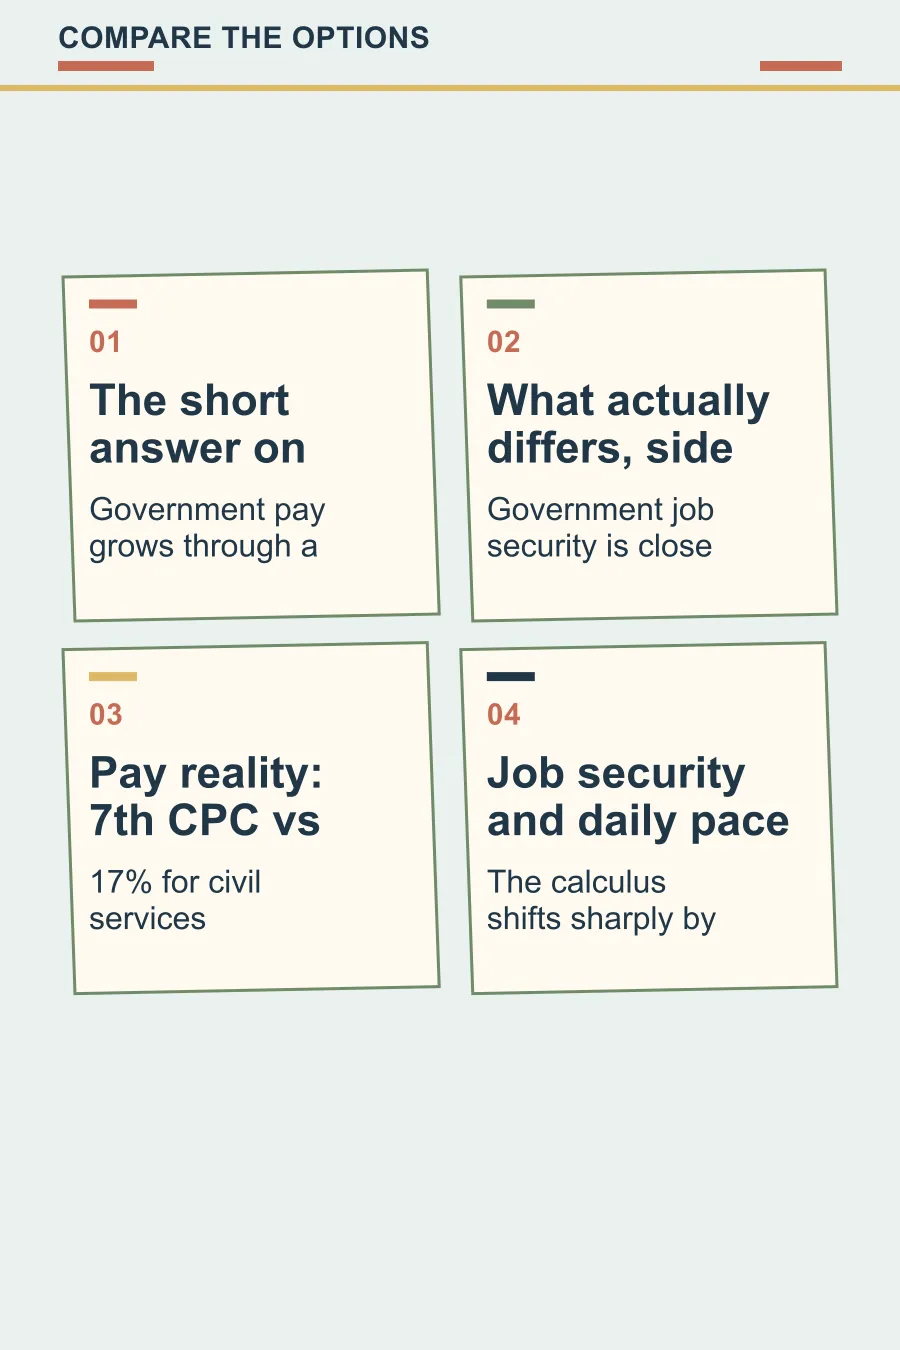 COMPARE THE OPTIONS
01
The short
answer on
Government pay
grows through a
02
What actually
differs, side
Government job
security is close
03
Pay reality:
7th CPC vs
17% for civil
services
04
Job security
and daily pace
The calculus
shifts sharply by